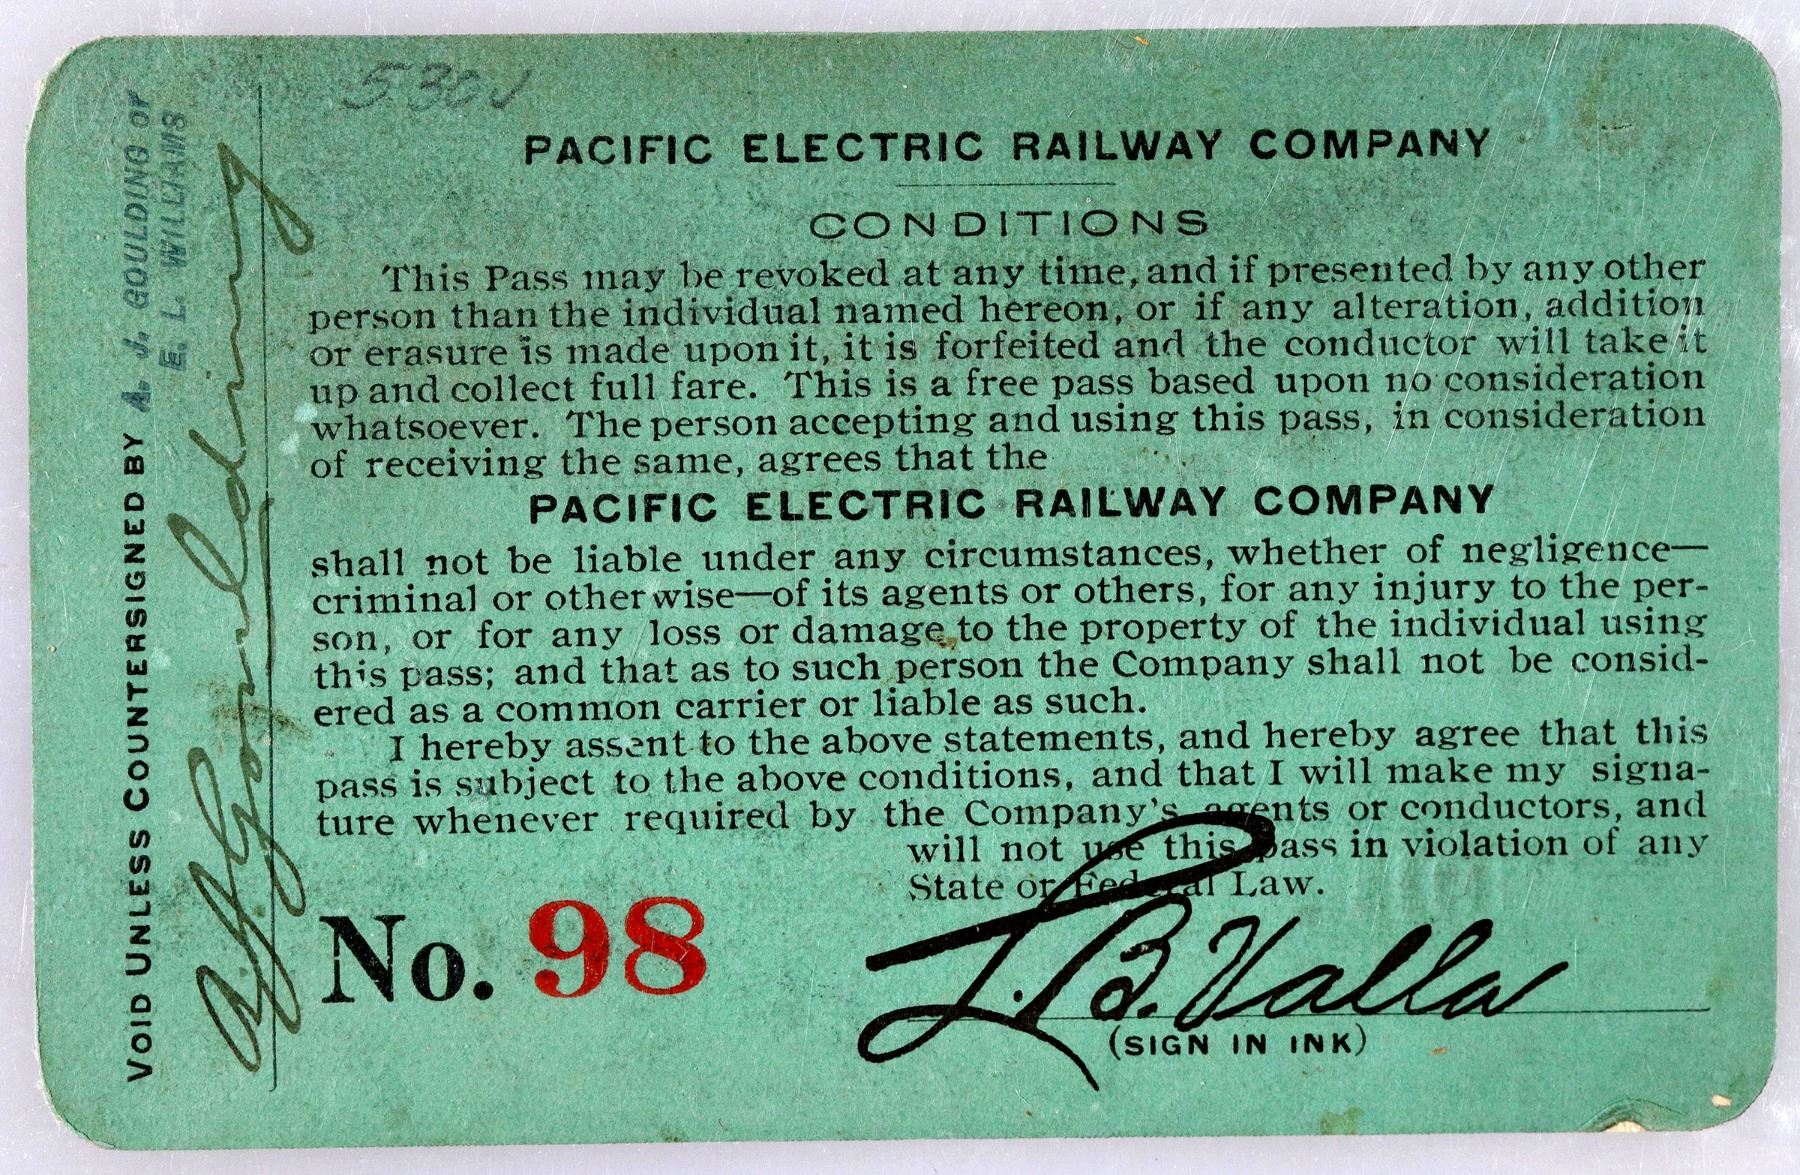 530
PACIFIC ELECTRIC RAILWAY COMPANY
CONDITIONS
This Pass may be revoked at any time, and if presented by any other
person than the individual named hereon, or if any alteration, addition
or erasure is made upon it, it is forfeited and the conductor will take it
up and collect full fare. This is a free pass based upon no consideration
whatsoever. The person accepting and using this pass, in consideration
of receiving the same, agrees that the
PACIFIC ELECTRIC RAILWAY COMPANY
shall not be liable under any circumstances, whether of negligence—
criminal or otherwise—of its agents or others, for any injury to the per-
son, or for any loss or damage to the property of the individual using
this pass; and that as to such person the Company shall not be consid-
ered as a common carrier or liable as such.
I hereby assent to the above statements, and hereby agree that this
pass is subject to the above conditions, and that I will make my signa-
ture whenever required by the Company's agents or conductors, and
will not use this pass in violation of any
State or Federal Law.
No. 98
B. Valla
(SIGN IN INK)
VOID UNLESS COUNTERSIGNED BY A. J. GOULDING or
E. L. WILLIAMS
A. J. Goulding